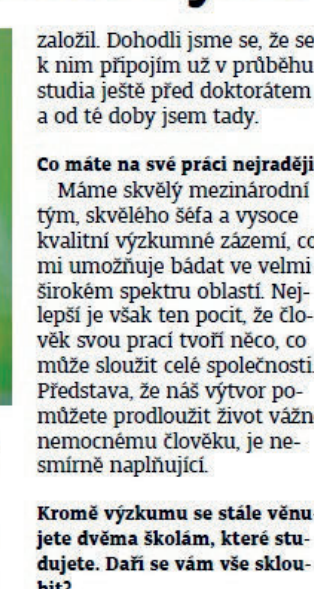 založil. Dohodli jsme se, že se
k nim připojím už v průběhu
studia ještě před doktorátem
a od té doby jsem tady.
Co máte na své práci nejraději
Máme skvělý mezinárodní
tým, skvělého šéfa a vysoce
kvalitní výzkumné zázemí, co
mi umožňuje bádat ve velmi
širokém spektru oblastí. Nej-
lepší je však ten pocit, že člo-
věk svou prací tvoří něco, co
může sloužit celé společnosti.
Představa, že náš výtvor po-
můžete prodloužit život vážn
nemocnému člověku, je ne-
smírně naplňující.
Kromě výzkumu se stále věnu-
jete dvěma školám, které stu-
dujete. Daří se vám vše sklou-
bit?